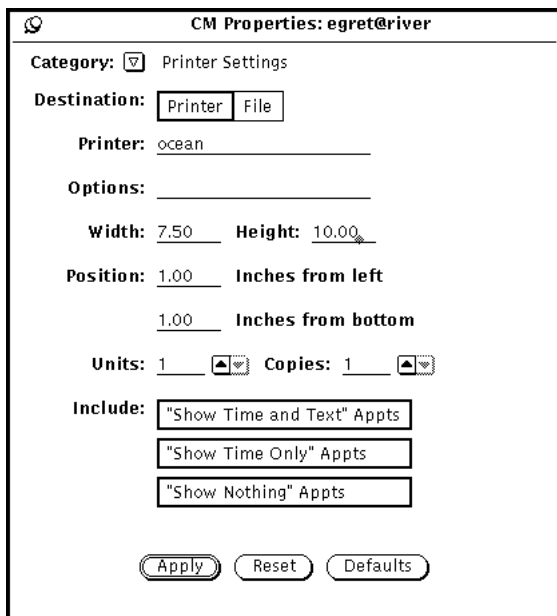 CM Properties: egret@river
Category: Printer Settings
Destination: Printer File
Printer: ocean
Options:
Width: 7.50 Height: 10.00
Position: 1.00 Inches from left
1.00 Inches from bottom
Units: 1 Copies: 1
Include: "Show Time and Text" Appts
"Show Time Only" Appts
"Show Nothing" Appts
Apply Reset Defaults